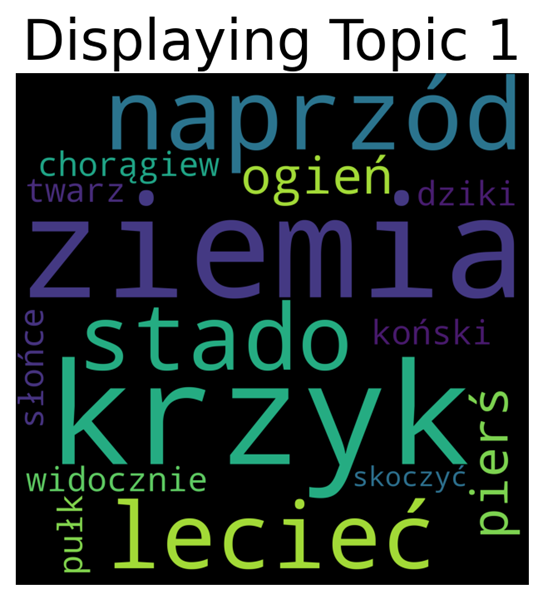 Displaying Topic 1
naprzód
chorągiew
ogień
twarz
dziki
ziemia
stado
koński
słońce
krzyk
pierś
widocznie
skoczyć
pułk
lecieć